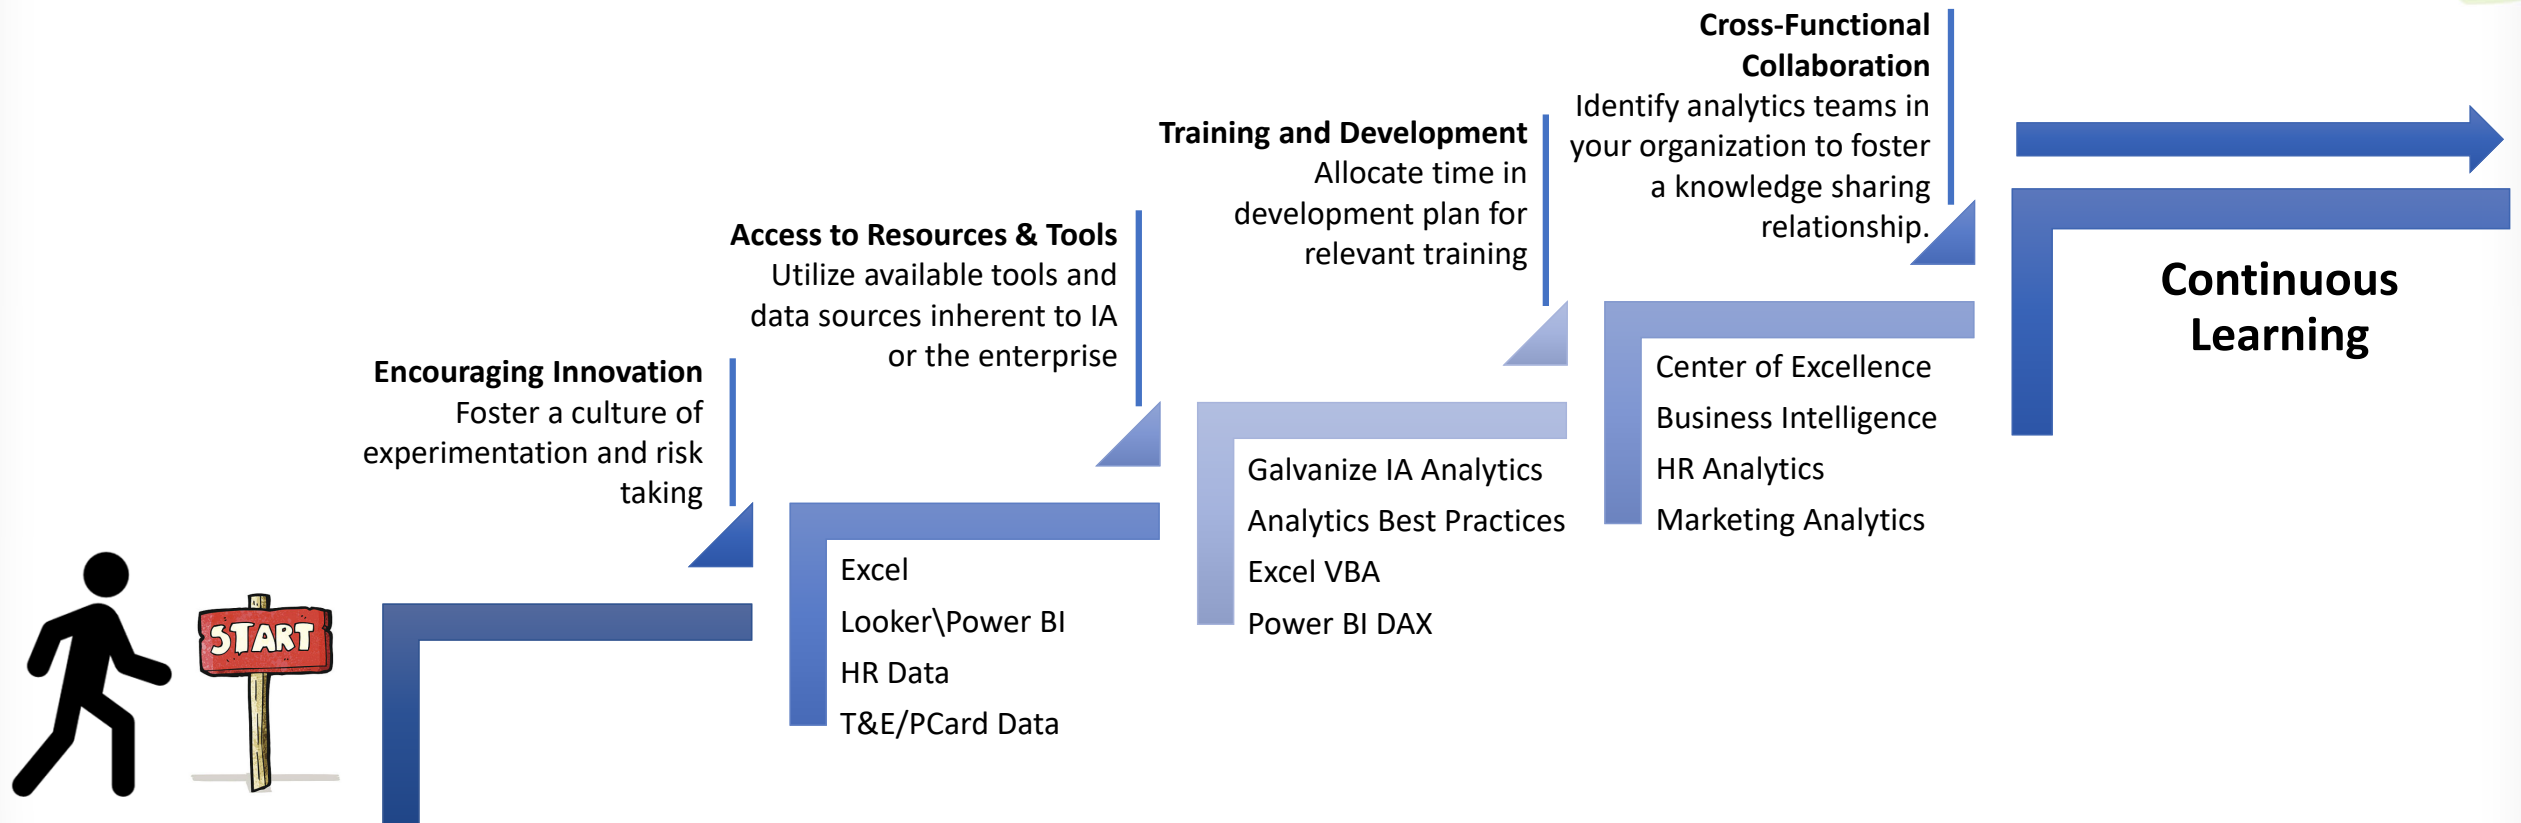 START
Encouraging Innovation
Foster a culture of
experimentation and risk
taking
Access to Resources & Tools
Utilize available tools and
data sources inherent to IA
or the enterprise
Excel
Looker\Power BI
HR Data
T&E/PCard Data
Training and Development
Allocate time in
development plan for
relevant training
Galvanize IA Analytics
Analytics Best Practices
Excel VBA
Power BI DAX
Cross-Functional
Collaboration
Identify analytics teams in
your organization to foster
a knowledge sharing
relationship.
Center of Excellence
Business Intelligence
HR Analytics
Marketing Analytics
Continuous
Learning